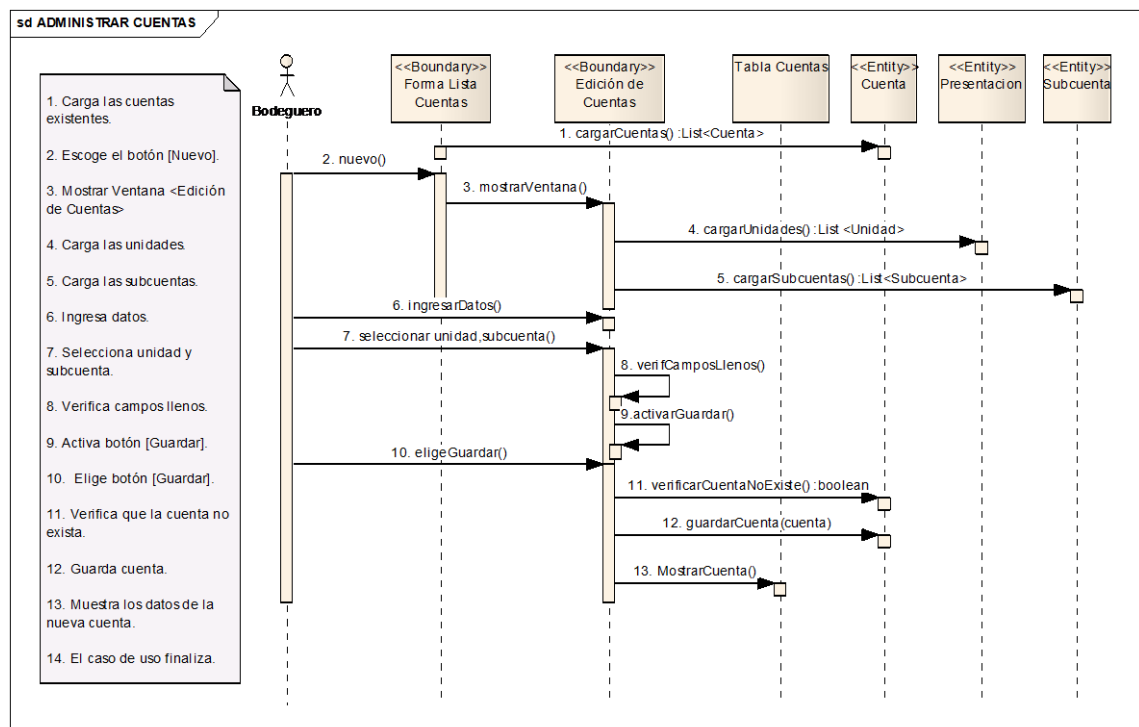 sd ADMINISTRAR CUENTAS
1. Carga las cuentas
existentes.
2. Escoge el botón [Nuevo].
3. Mostrar Ventana <Edición
de Cuentas>
4. Carga las unidades.
5. Carga las subcuentas.
6. Ingresa datos.
7. Selecciona unidad y
subcuenta.
8. Verifica campos llenos.
9. Activa botón [Guardar].
10.  Elige botón [Guardar].
11. Verifica que la cuenta no
exista.
12. Guarda cuenta.
13. Muestra los datos de la
nueva cuenta.
14. El caso de uso finaliza.
Bodeguero
<<Boundary>>
Forma Lista
Cuentas
<<Boundary>>
Edición de
Cuentas
Tabla Cuentas
<<Entity>>
Cuenta
<<Entity>>
Presentacion
<<Entity>>
Subcuenta
1. cargarCuentas() :List<Cuenta>
2. nuevo()
3. mostrarVentana()
4. cargarUnidades() :List <Unidad>
5. cargarSubcuentas() :List<Subcuenta>
6. ingresarDatos()
7. seleccionar unidad,subcuenta()
8. verifCamposLlenos()
9.activarGuardar()
10. eligeGuardar()
11. verificarCuentaNoExiste() :boolean
12. guardarCuenta(cuenta)
13. MostrarCuenta()